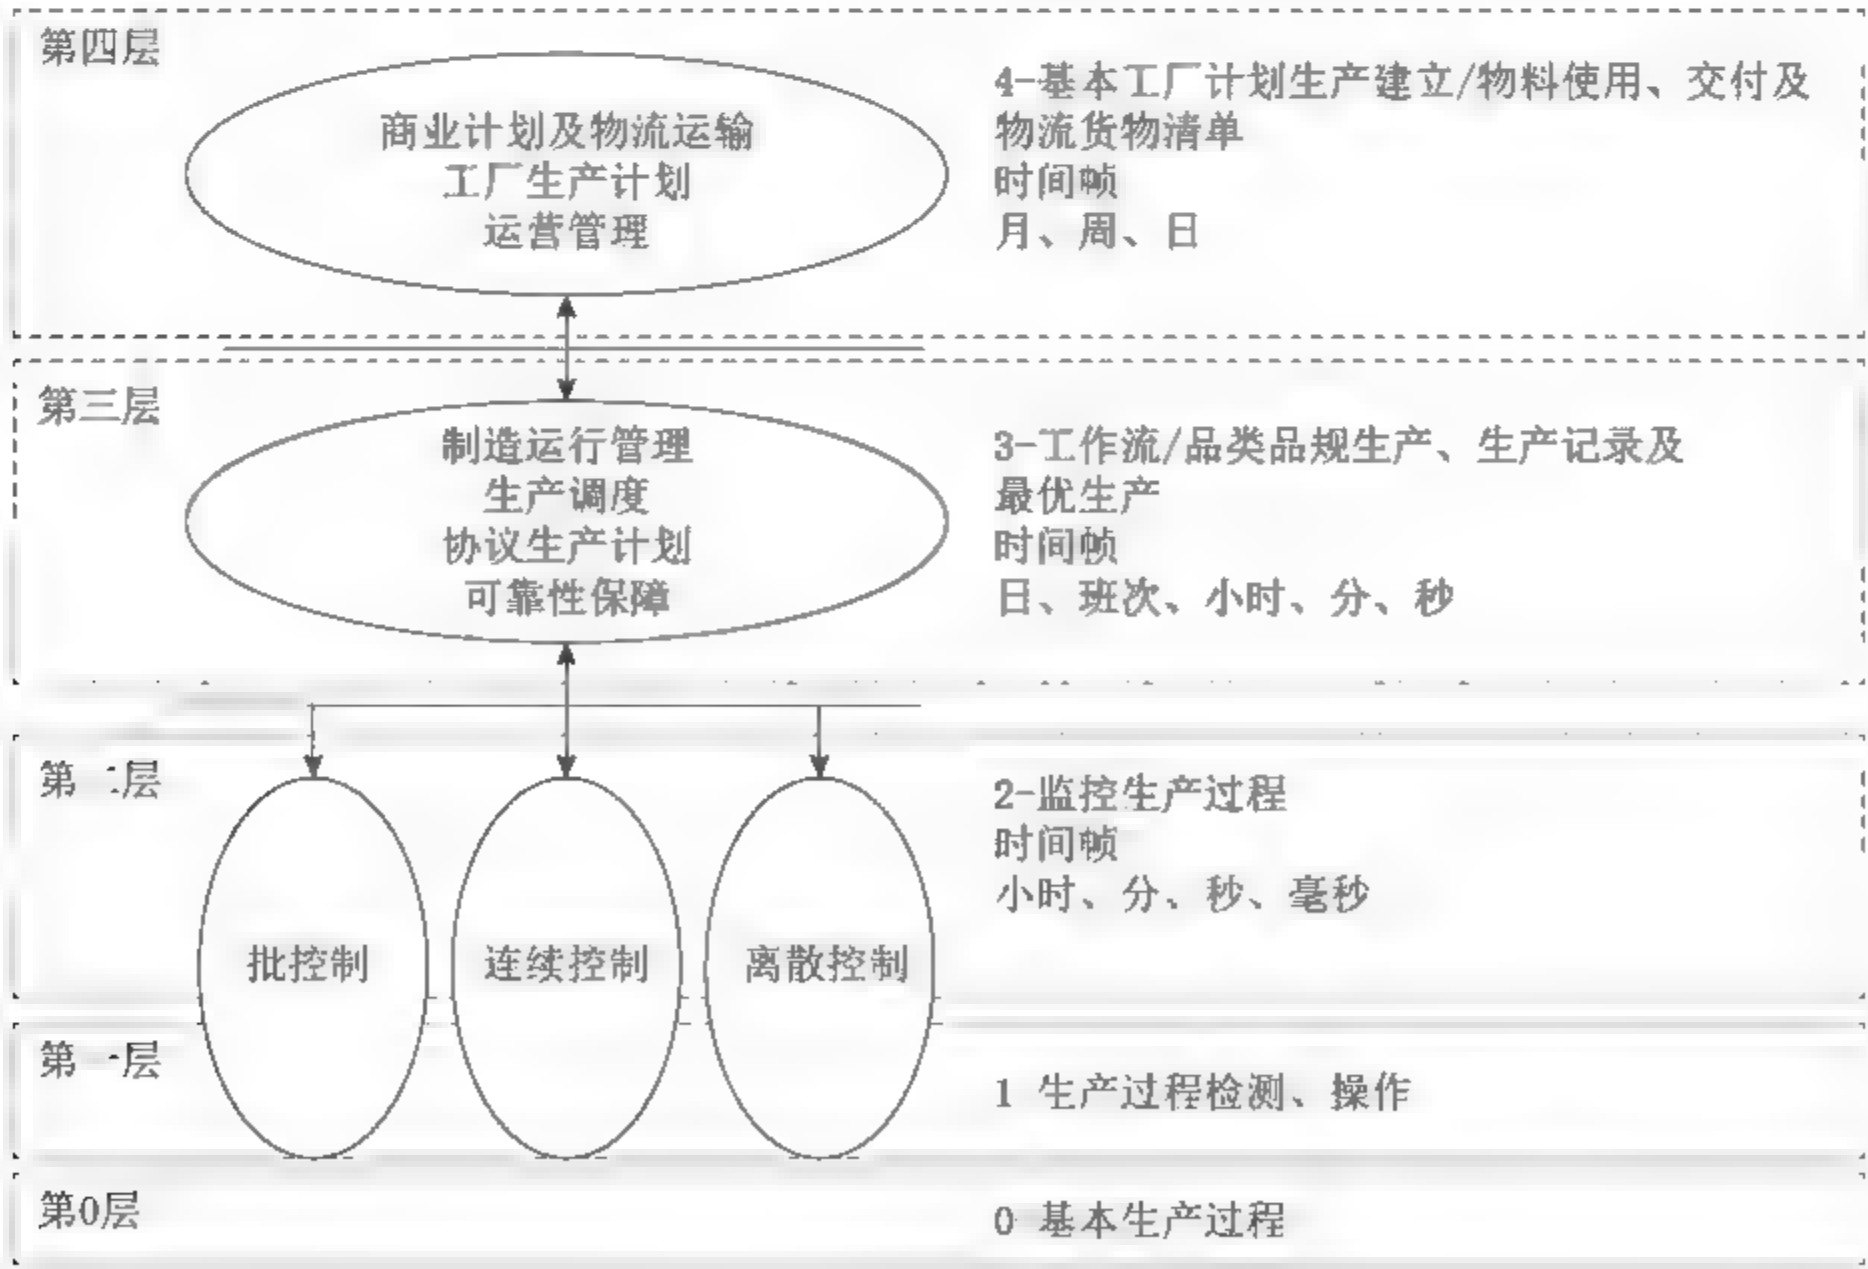 第四层
商业计划及物流运输
工厂生产计划
运营管理
4-基本工厂计划生产建立/物料使用、交付及
物流货物清单
时间帧
月、周、日
第三层
制造运行管理
生产调度
协议生产计划
可靠性保障
3-工作流/品类品规生产、生产记录及
最优生产
时间帧
日、班次、小时、分、秒
第二层
2-监控生产过程
时间帧
小时、分、秒、毫秒
批控制
连续控制
离散控制
第一层
1 生产过程检测、操作
第0层
0-基本生产过程